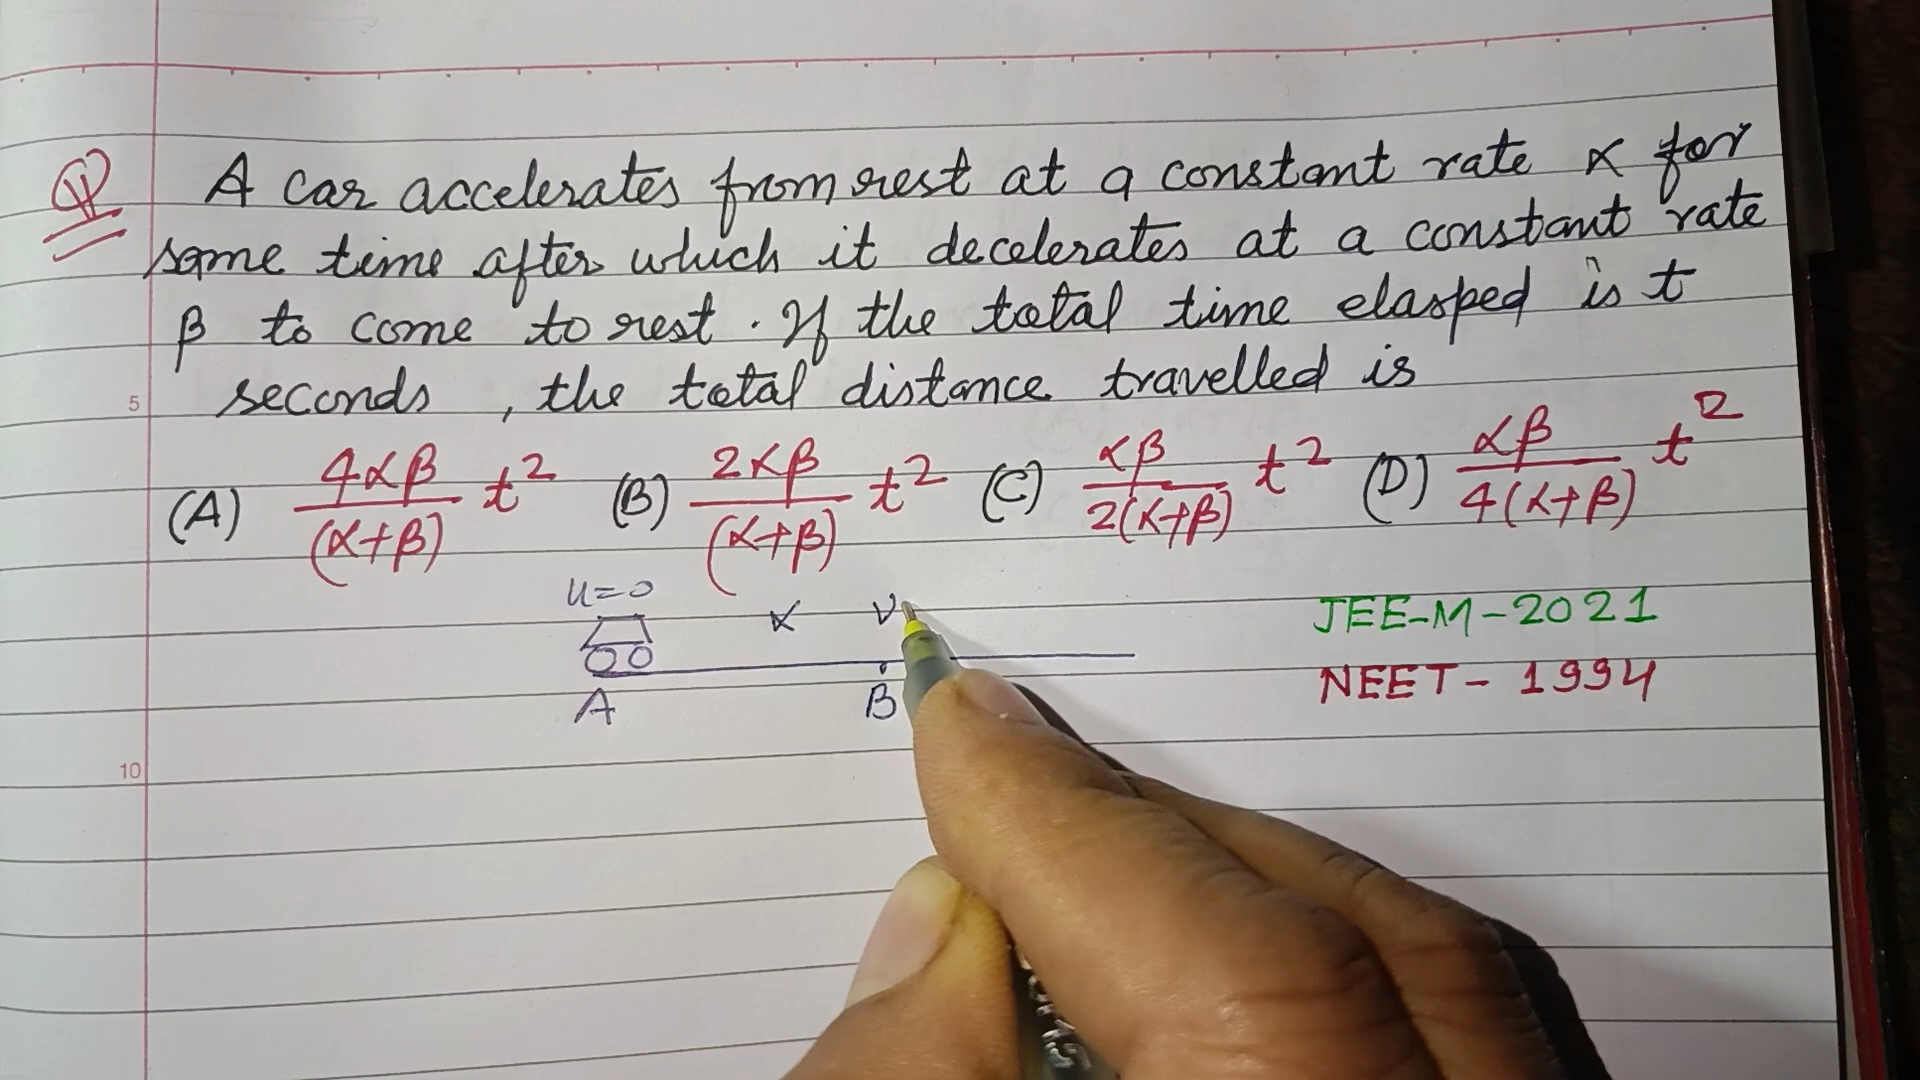 Q A car accelerates from rest at a constant rate α for
some time after which it decelerates at a constant rate
β to come to rest. If the total time elasped is t
seconds, the total distance travelled is
5
(A) 4αβ/(α+β) t² (B) 2αβ/(α+β) t² (C) αβ/2(α+β) t² (D) αβ/4(α+β) t²
u=0 α V
JEE-M-2021
A B
NEET-1994
10